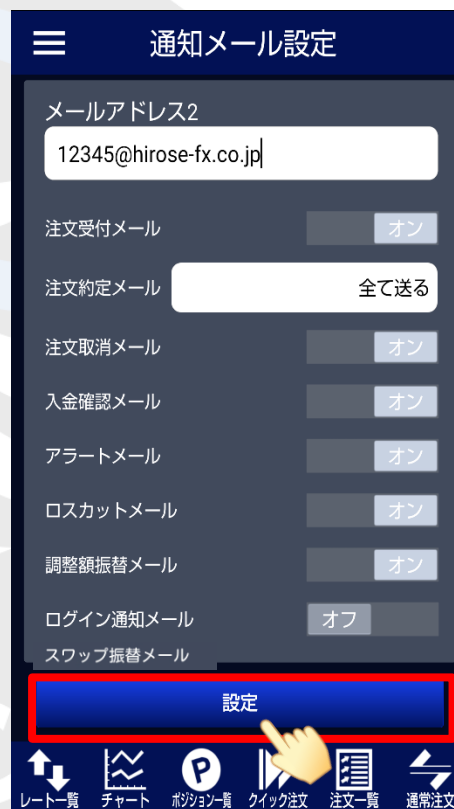 通知メール設定
メールアドレス2
12345@hirose-fx.co.jp
注文受付メール オン
注文約定メール 全て送る
注文取消メール オン
入金確認メール オン
アラートメール オン
ロスカットメール オン
調整額振替メール オン
ログイン通知メール オフ
スワップ振替メール
設定
P
レート一覧 チャート ポジション一覧 クイック注文 注文一覧 通常注文